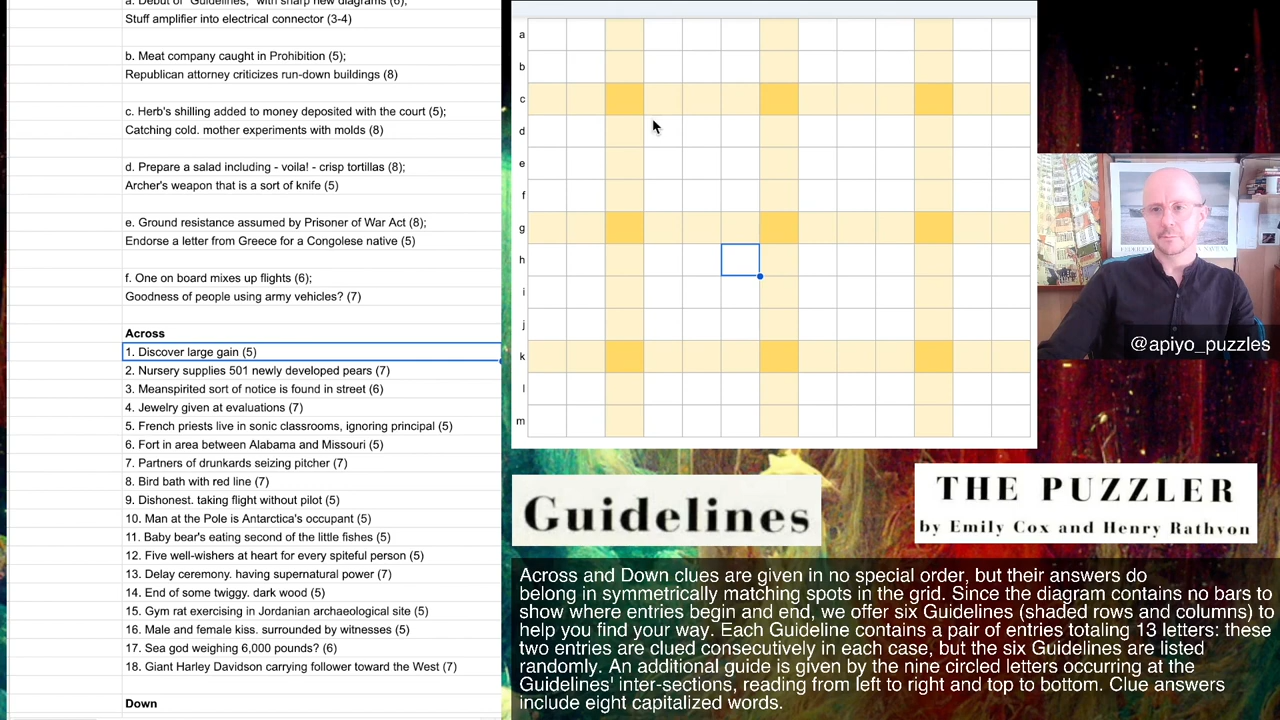 a. Debut of "Guidelines," with sharp new diagrams (6);
Stuff amplifier into electrical connector (3-4)
b. Meat company caught in Prohibition (5);
Republican attorney criticizes run-down buildings (8)
c. Herb's shilling added to money deposited with the court (5);
Catching cold. mother experiments with molds (8)
d. Prepare a salad including - voila! - crisp tortillas (8);
Archer's weapon that is a sort of knife (5)
e. Ground resistance assumed by Prisoner of War Act (8);
Endorse a letter from Greece for a Congolese native (5)
f. One on board mixes up flights (6);
Goodness of people using army vehicles? (7)
Across
1. Discover large gain (5)
2. Nursery supplies 501 newly developed pears (7)
3. Meanspirited sort of notice is found in street (6)
4. Jewelry given at evaluations (7)
5. French priests live in sonic classrooms, ignoring principal (5)
6. Fort in area between Alabama and Missouri (5)
7. Partners of drunkards seizing pitcher (7)
8. Bird bath with red line (7)
9. Dishonest. taking flight without pilot (5)
10. Man at the Pole is Antarctica's occupant (5)
11. Baby bear's eating second of the little fishes (5)
12. Five well-wishers at heart for every spiteful person (5)
13. Delay ceremony. having supernatural power (7)
14. End of some twiggy. dark wood (5)
15. Gym rat exercising in Jordanian archaeological site (5)
16. Male and female kiss. surrounded by witnesses (5)
17. Sea god weighing 6,000 pounds? (6)
18. Giant Harley Davidson carrying follower toward the West (7)
Down
a
b
c
d
e
f
g
h
i
j
k
l
m
@apiyo_puzzles
Guidelines
THE PUZZLER
by Emily Cox and Henry Rathvon
Across and Down clues are given in no special order, but their answers do
belong in symmetrically matching spots in the grid. Since the diagram contains no bars to
show where entries begin and end, we offer six Guidelines (shaded rows and columns) to
help you find your way. Each Guideline contains a pair of entries totaling 13 letters: these
two entries are clued consecutively in each case, but the six Guidelines are listed
randomly. An additional guide is given by the nine circled letters occurring at the
Guidelines' inter-sections, reading from left to right and top to bottom. Clue answers
include eight capitalized words.